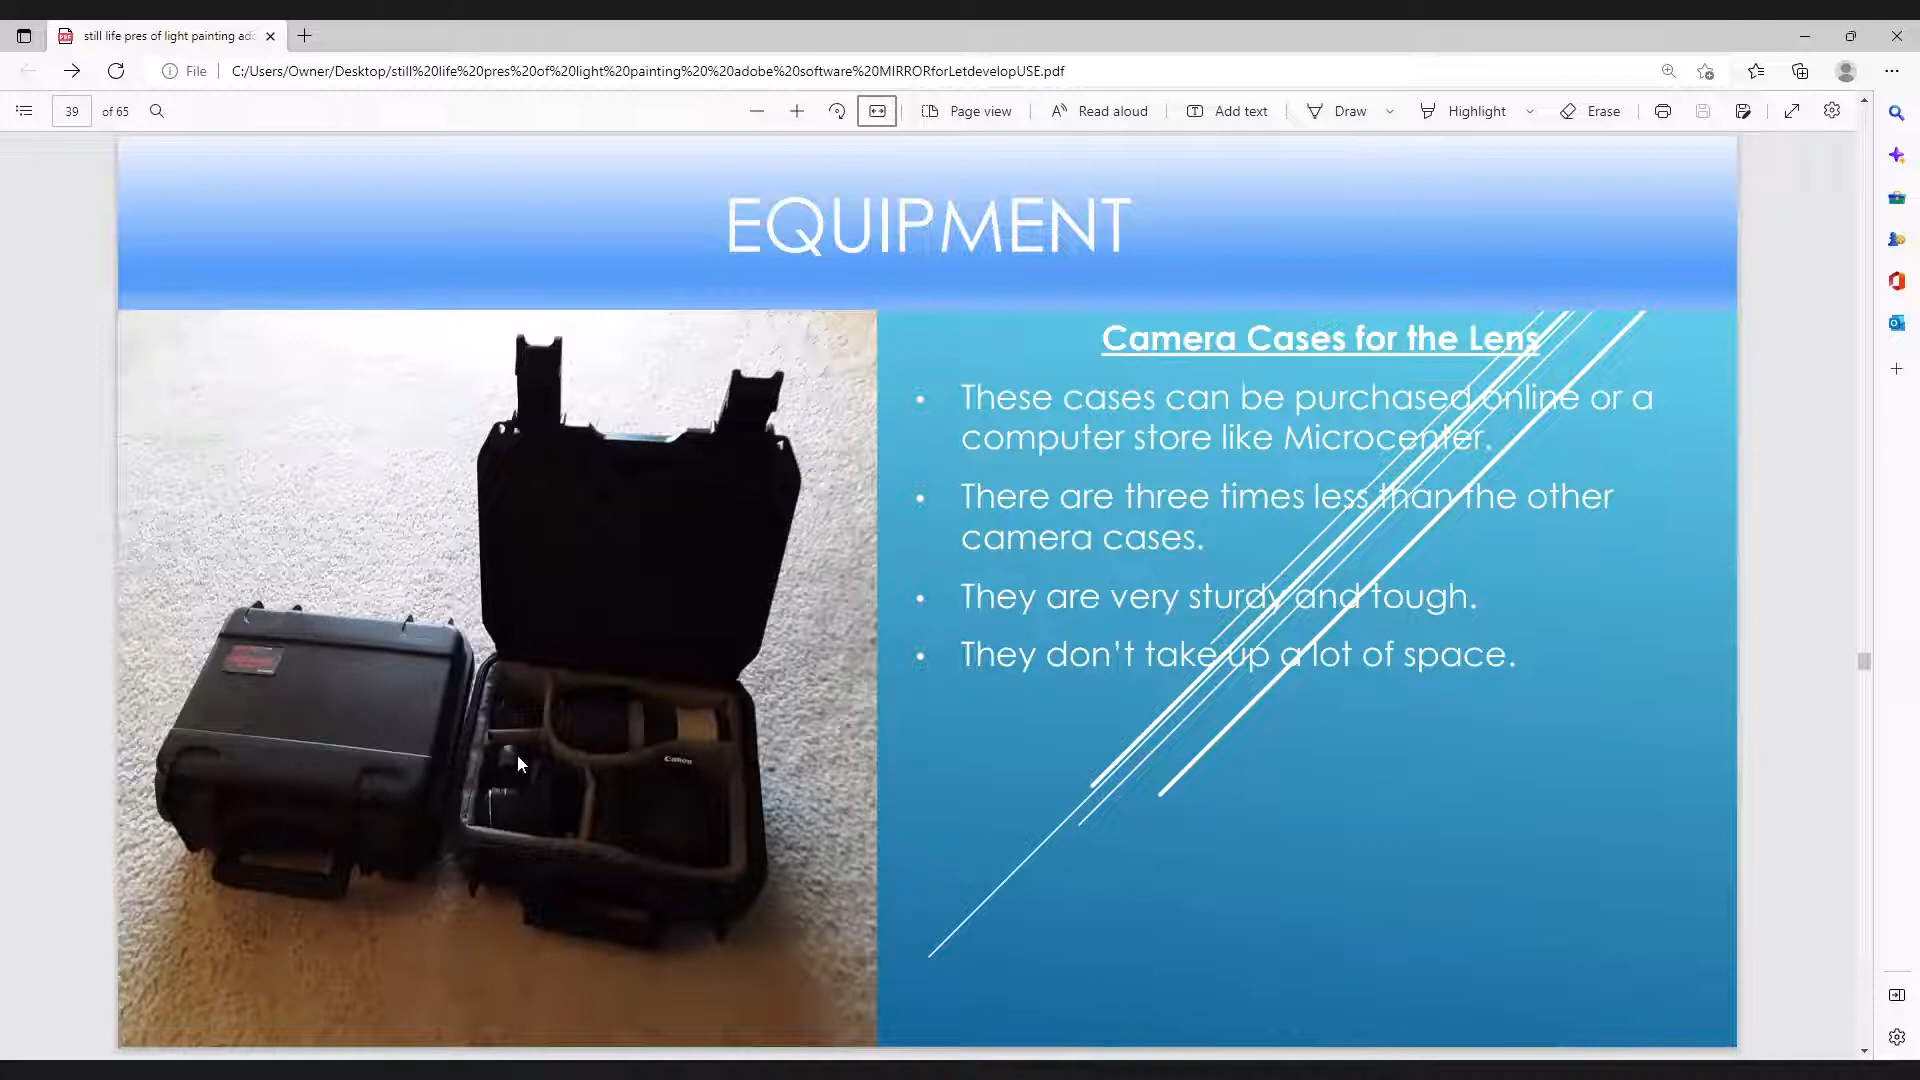 still life pres of light painting ado
File
C:/Users/Owner/Desktop/still%20life%20pres%20of%20light%20painting%20%20adobe%20software%20MIRRORforLetdevelopUSE.pdf
39 of 65
Page view
Read aloud
Add text
Draw
Highlight
Erase
EQUIPMENT
Camera Cases for the Lens
• These cases can be purchased online or a
computer store like Microcenter.
• There are three times less than the other
camera cases.
• They are very sturdy and tough.
• They don't take up a lot of space.
Canon